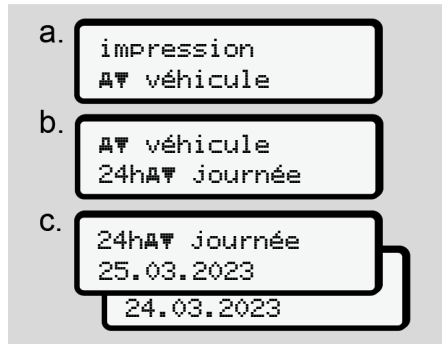 a.
impression
véhicule
b.
véhicule
24h journée
c.
24h journée
25.03.2023
24.03.2023